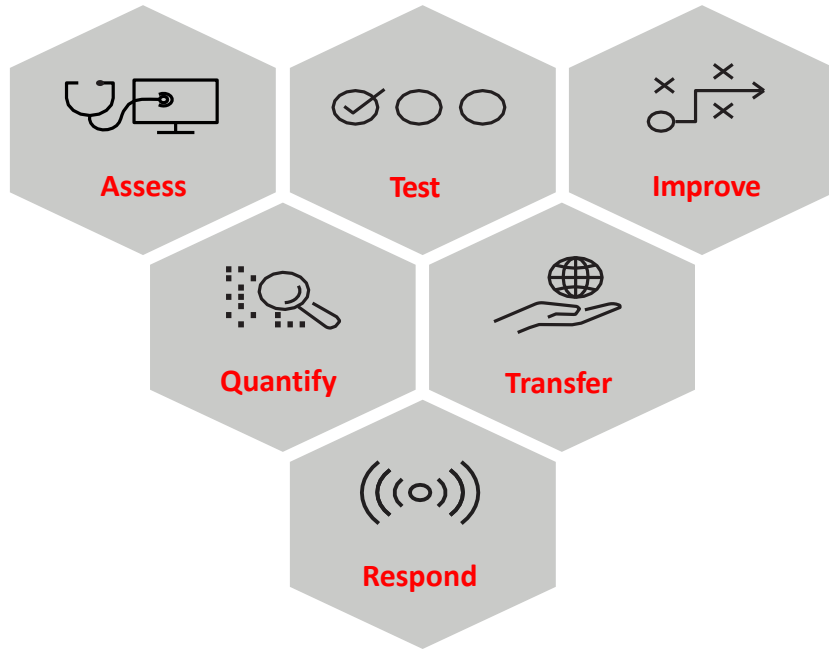 Assess
Test
Improve
Quantify
Transfer
Respond